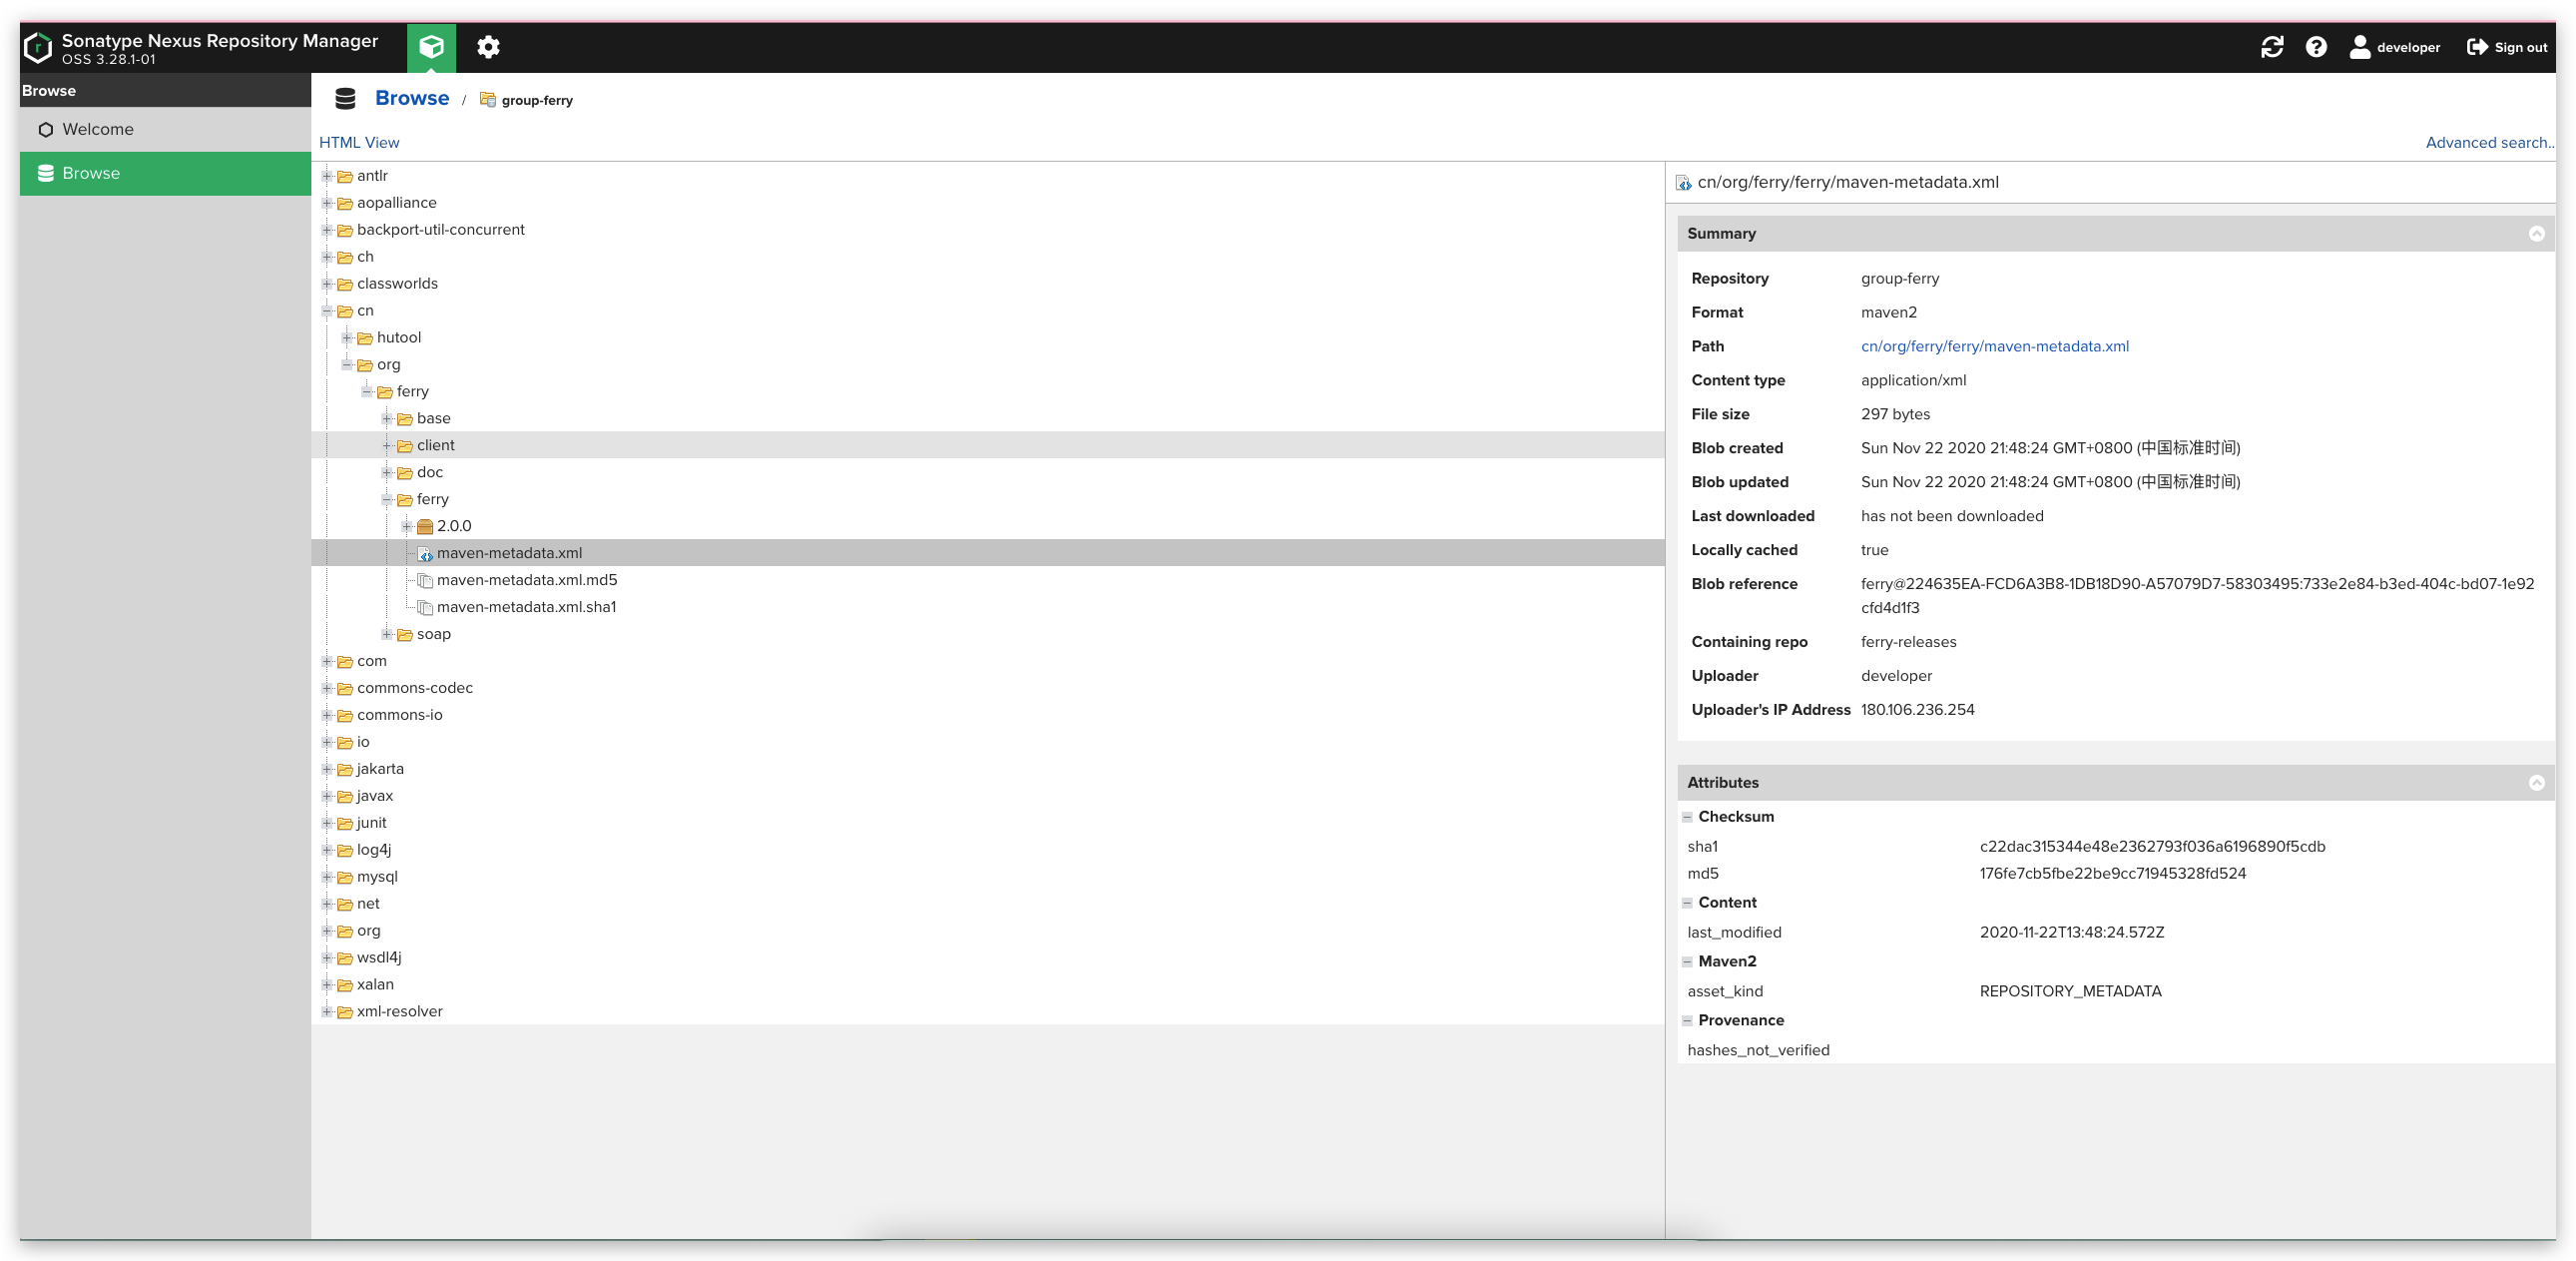 Sonatype Nexus Repository Manager
OSS 3.28.1-01
developer
Sign out
Browse
Welcome
Browse
Browse / group-ferry
HTML View
Advanced search..
antlr
aopalliance
backport-util-concurrent
ch
classworlds
cn
hutool
org
ferry
base
client
doc
ferry
2.0.0
maven-metadata.xml
maven-metadata.xml.md5
maven-metadata.xml.sha1
soap
com
commons-codec
commons-io
io
jakarta
javax
junit
log4j
mysql
net
org
wsdl4j
xalan
xml-resolver
cn/org/ferry/ferry/maven-metadata.xml
Summary
Repository group-ferry
Format maven2
Path cn/org/ferry/ferry/maven-metadata.xml
Content type application/xml
File size 297 bytes
Blob created Sun Nov 22 2020 21:48:24 GMT+0800 (中国标准时间)
Blob updated Sun Nov 22 2020 21:48:24 GMT+0800 (中国标准时间)
Last downloaded has not been downloaded
Locally cached true
Blob reference ferry@224635EA-FCD6A3B8-1DB18D90-A57079D7-58303495:733e2e84-b3ed-404c-bd07-1e92
cfd4d1f3
Containing repo ferry-releases
Uploader developer
Uploader's IP Address 180.106.236.254
Attributes
Checksum
sha1 c22dac315344e48e2362793f036a6196890f5cdb
md5 176fe7cb5fbe22be9cc71945328fd524
Content
last_modified 2020-11-22T13:48:24.572Z
Maven2
asset_kind REPOSITORY_METADATA
Provenance
hashes_not_verified